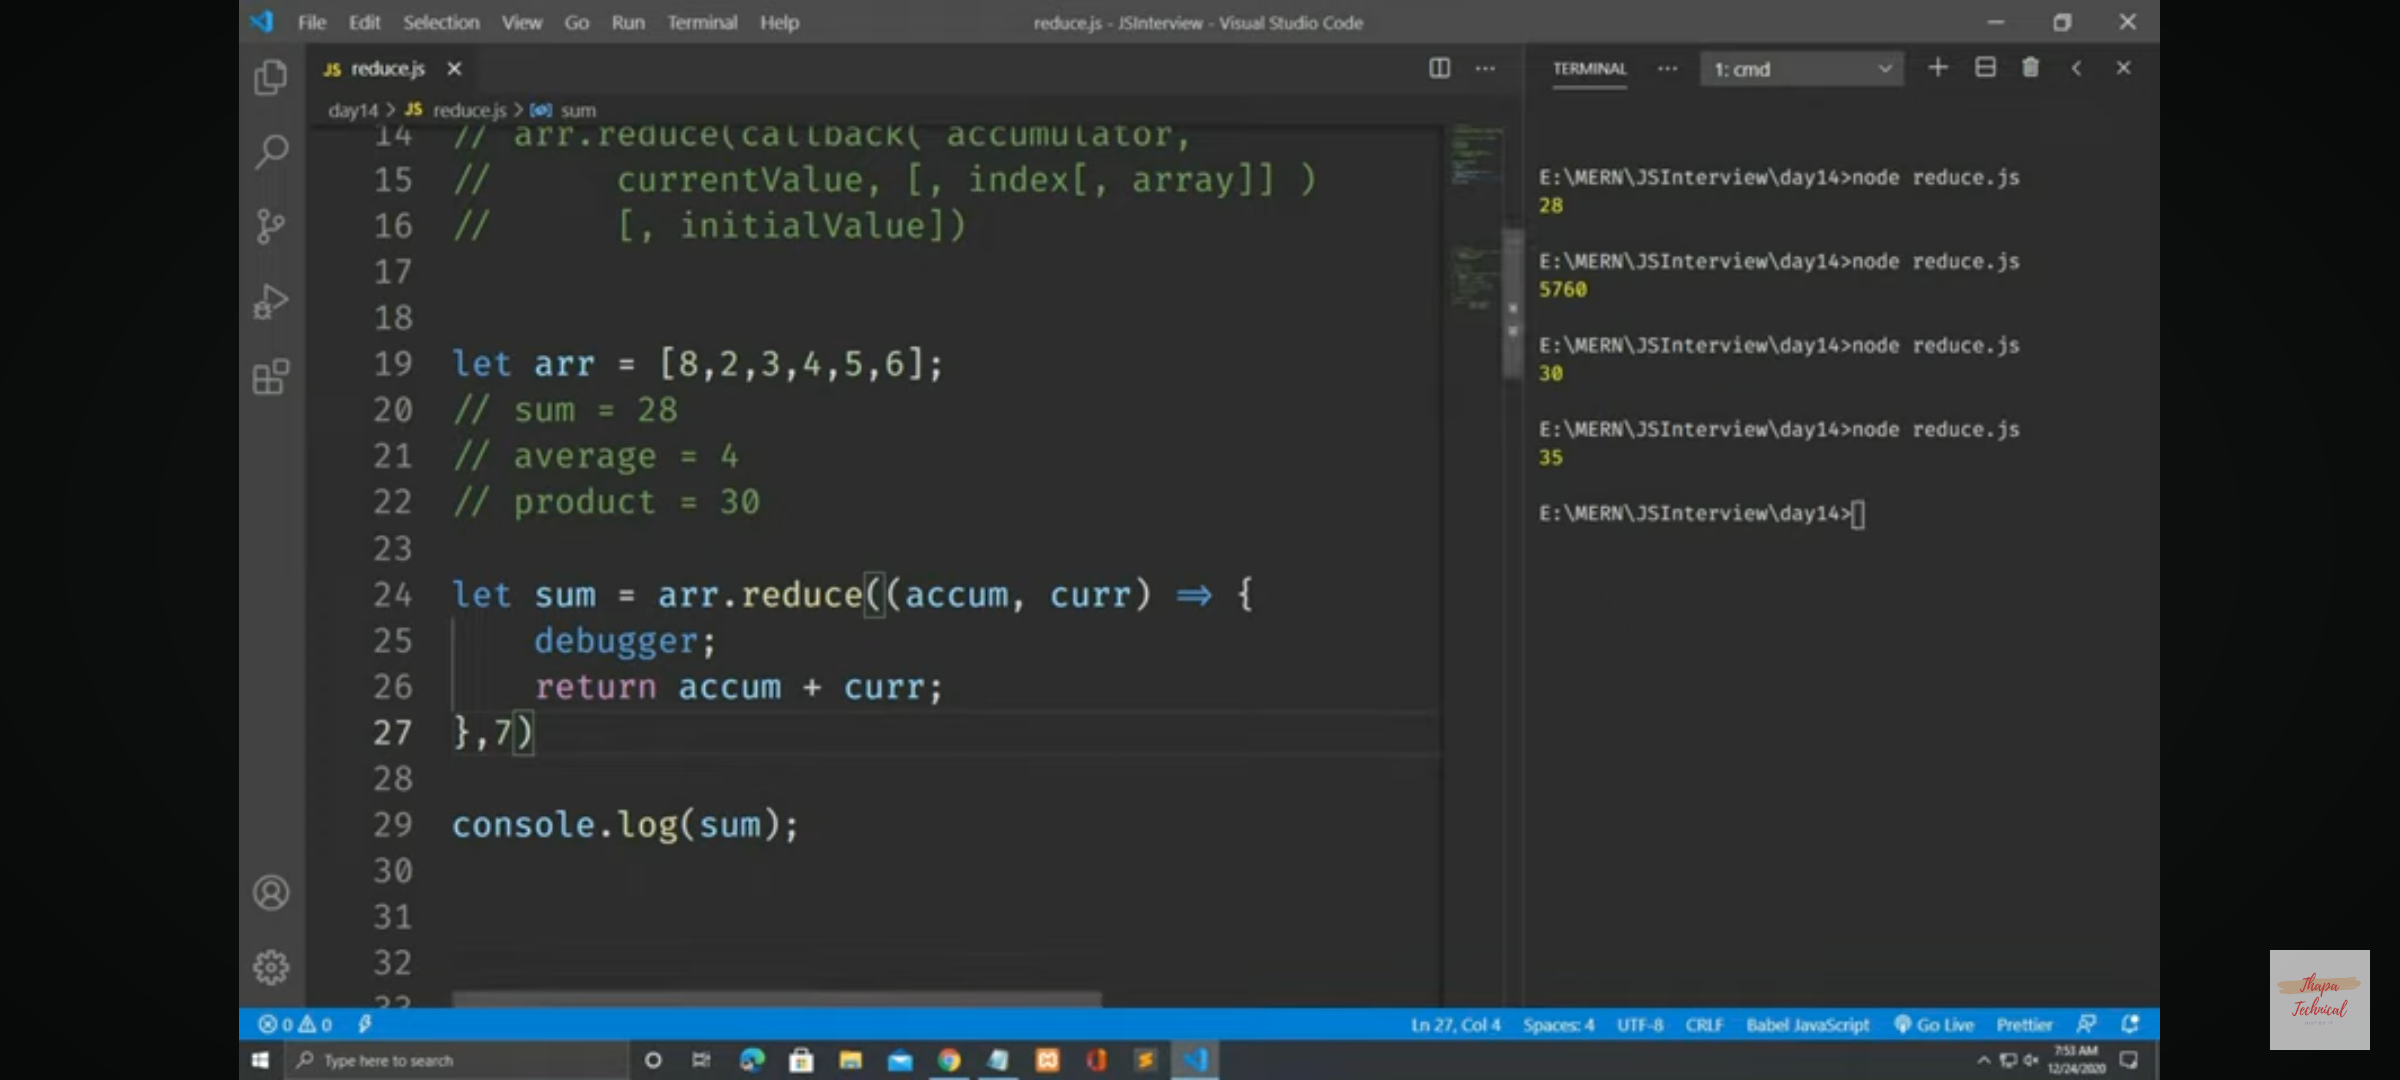 File Edit Selection View Go Run Terminal Help
reduce.js - JSInterview - Visual Studio Code
JS reduce.js
day14 > JS reduce.js > sum
14 // arr.reduce(callback( accumulator,
15 //      currentValue, [, index[, array]] )
16 //      [, initialValue])
17
18
19 let arr = [8,2,3,4,5,6];
20 // sum = 28
21 // average = 4
22 // product = 30
23
24 let sum = arr.reduce((accum, curr) => {
25     debugger;
26     return accum + curr;
27 },7)
28
29 console.log(sum);
30
31
32
33
TERMINAL ··· 1: cmd
E:\MERN\JSInterview\day14>node reduce.js
28
E:\MERN\JSInterview\day14>node reduce.js
5760
E:\MERN\JSInterview\day14>node reduce.js
30
E:\MERN\JSInterview\day14>node reduce.js
35
E:\MERN\JSInterview\day14>
0 0
Ln 27, Col 4 Spaces: 4 UTF-8 CRLF Babel JavaScript Go Live Prettier
Type here to search
7:53 AM
12/24/2020
Thapa
Technical